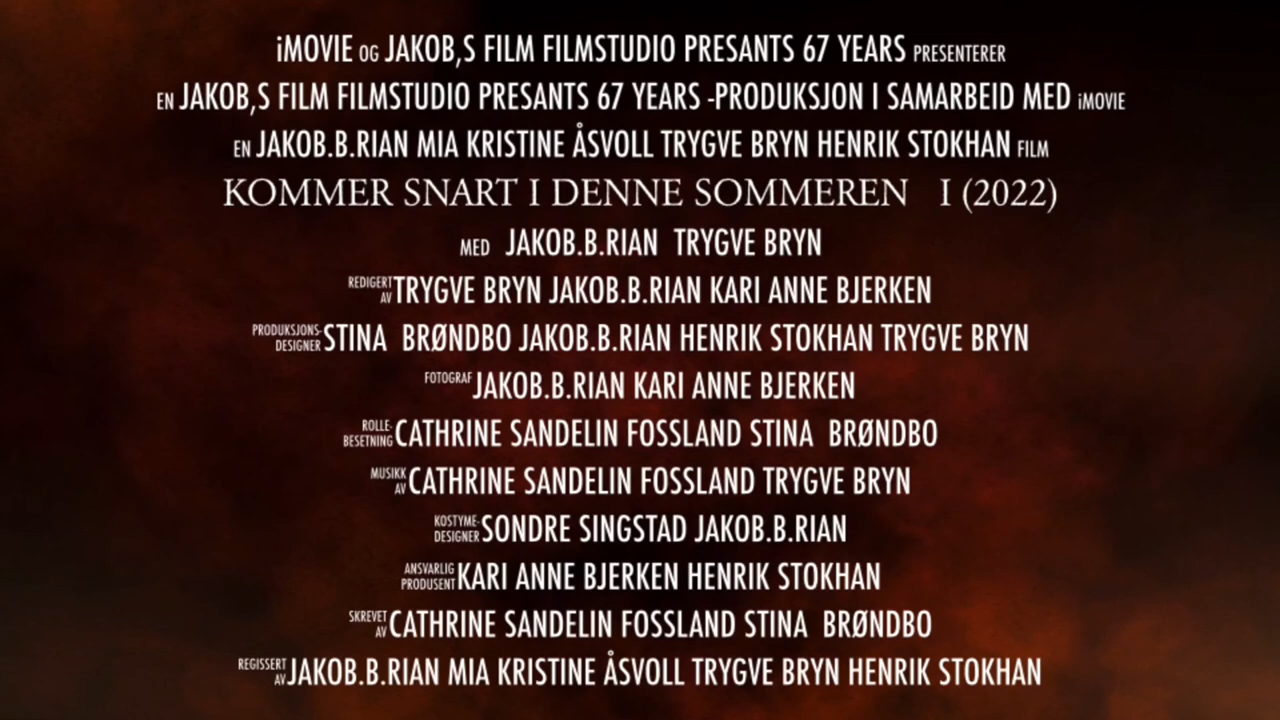 iMOVIE OG JAKOB,S FILM FILMSTUDIO PRESANTS 67 YEARS PRESENTERER
EN JAKOB,S FILM FILMSTUDIO PRESANTS 67 YEARS -PRODUKSJON I SAMARBEID MED iMOVIE
EN JAKOB.B.RIAN MIA KRISTINE ÅSVOLL TRYGVE BRYN HENRIK STOKHAN FILM
KOMMER SNART I DENNE SOMMEREN I (2022)
MED JAKOB.B.RIAN TRYGVE BRYN
REDIGERT AV TRYGVE BRYN JAKOB.B.RIAN KARI ANNE BJERKEN
PRODUKSJONS-DESIGNER STINA BRØNDBO JAKOB.B.RIAN HENRIK STOKHAN TRYGVE BRYN
FOTOGRAF JAKOB.B.RIAN KARI ANNE BJERKEN
ROLLE-BESETNING CATHRINE SANDELIN FOSSLAND STINA BRØNDBO
MUSIKK AV CATHRINE SANDELIN FOSSLAND TRYGVE BRYN
KOSTYME-DESIGNER SONDRE SINGSTAD JAKOB.B.RIAN
ANSVARLIG PRODUSENT KARI ANNE BJERKEN HENRIK STOKHAN
SKREVET AV CATHRINE SANDELIN FOSSLAND STINA BRØNDBO
REGISSERT AV JAKOB.B.RIAN MIA KRISTINE ÅSVOLL TRYGVE BRYN HENRIK STOKHAN